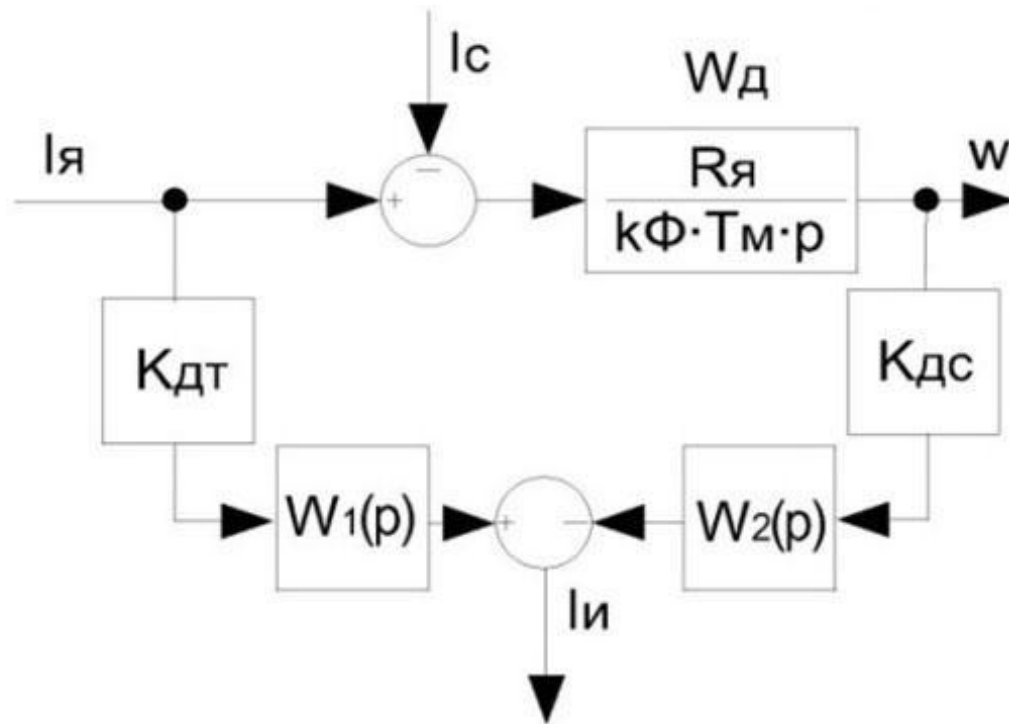 Iс
Wд
Iя
+
−
Rя
kФ·Tм·p
w
Kдт
Kдс
W1(p)
+
−
W2(p)
Iи